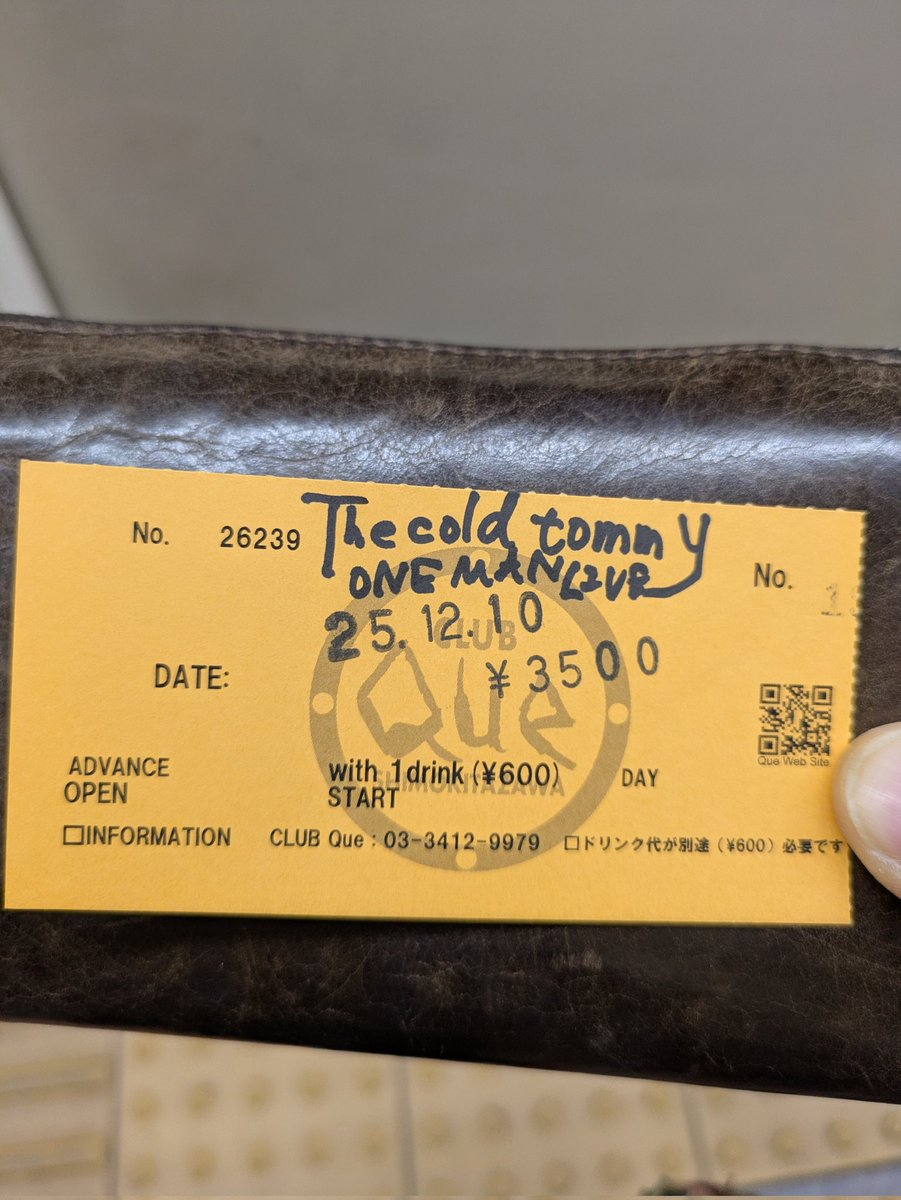 No. 26239 The cold tommy
ONE MAN LIVE
No.
25.12.10
DATE: ¥3500
CLUB
Que
SHIMOKITAZAWA
Que Web Site
ADVANCE with 1drink (¥600) DAY
OPEN START
□INFORMATION CLUB Que : 03-3412-9979 □ドリンク代が別途（¥600）必要です